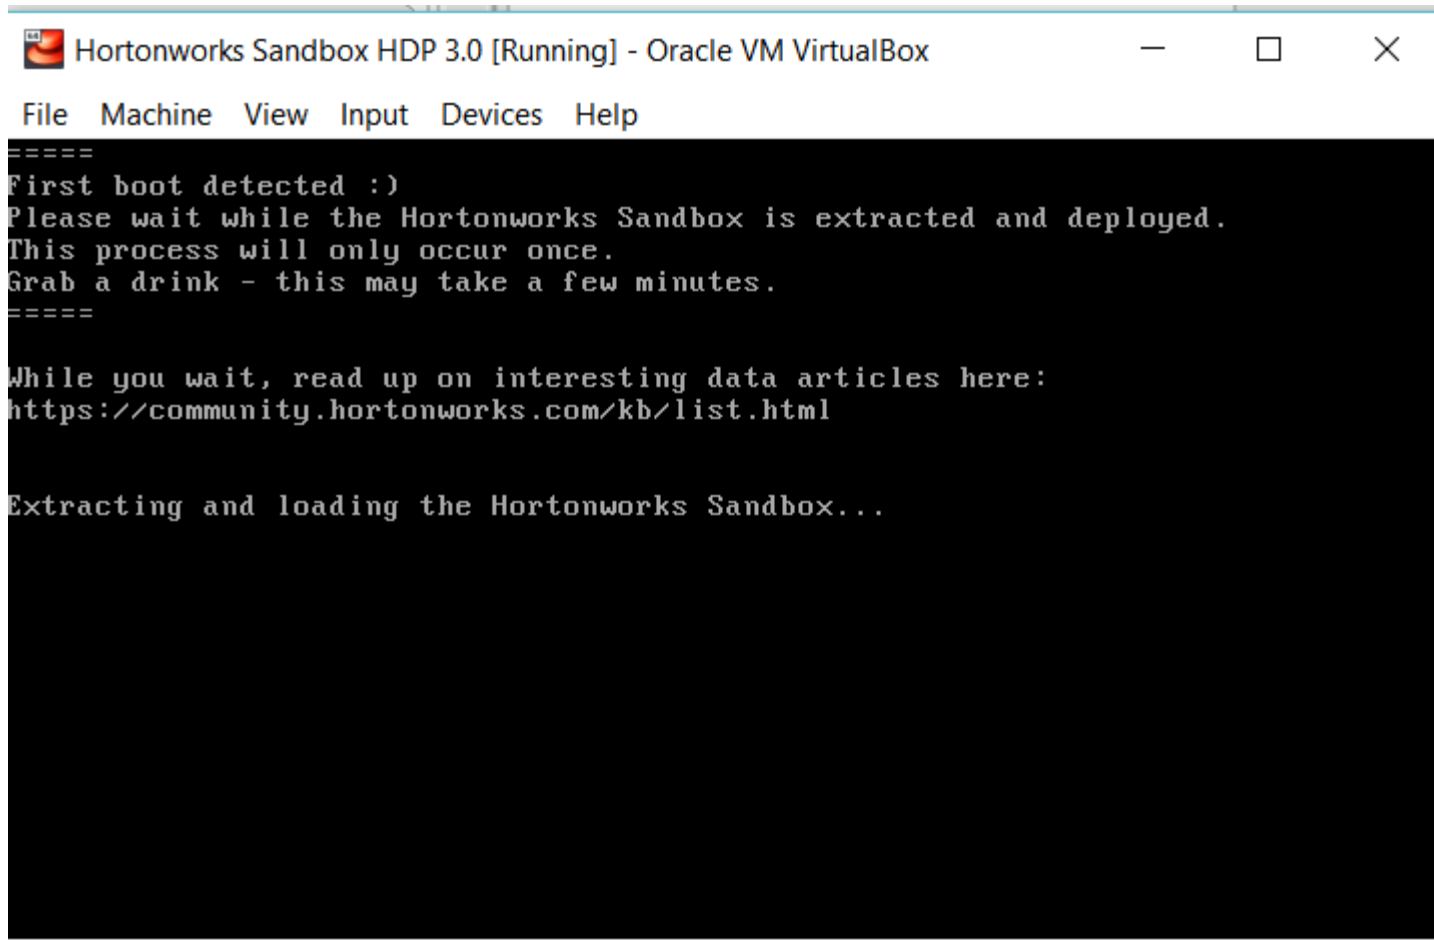 Hortonworks Sandbox HDP 3.0 [Running] - Oracle VM VirtualBox
File Machine View Input Devices Help
=====
First boot detected :)
Please wait while the Hortonworks Sandbox is extracted and deployed.
This process will only occur once.
Grab a drink - this may take a few minutes.
=====
While you wait, read up on interesting data articles here:
https://community.hortonworks.com/kb/list.html
Extracting and loading the Hortonworks Sandbox...